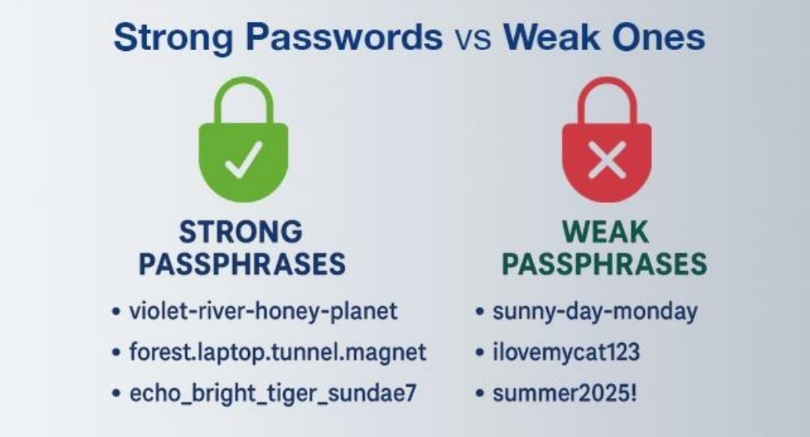 Strong Passwords vs Weak Ones
STRONG
PASSPHRASES
• violet-river-honey-planet
• forest.laptop.tunnel.magnet
• echo_bright_tiger_sundae7
WEAK
PASSPHRASES
• sunny-day-monday
• ilovemycat123
• summer2025!